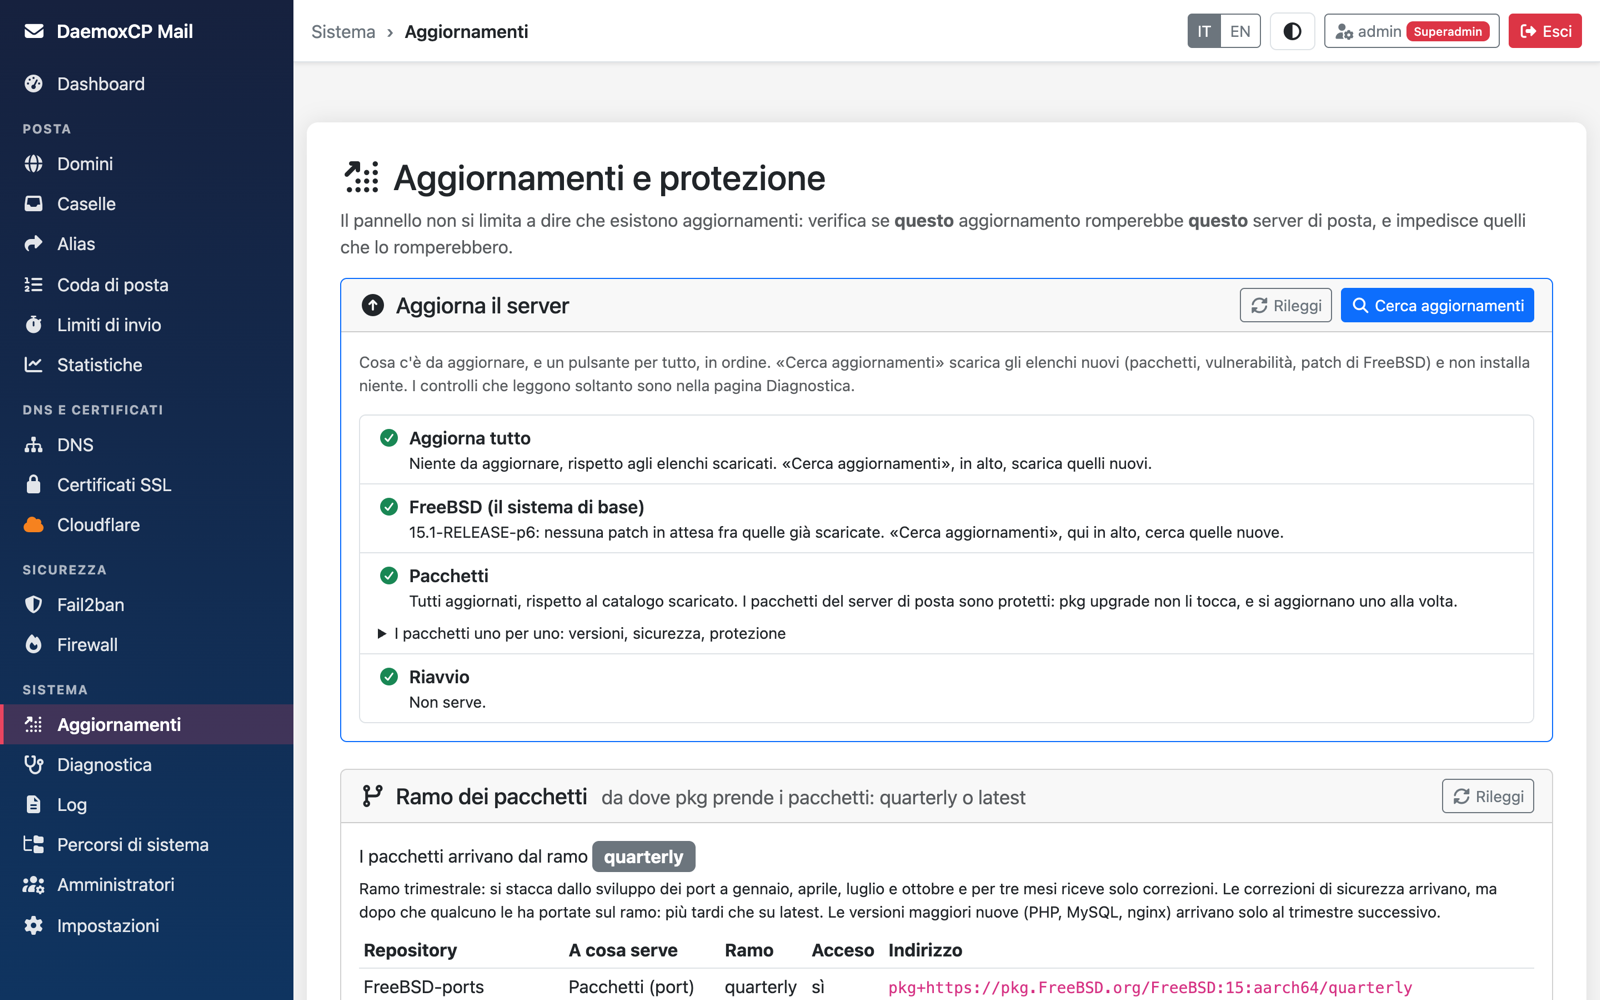 DaemoxCP Mail
Dashboard
POSTA
Domini
Caselle
Alias
Coda di posta
Limiti di invio
Statistiche
DNS E CERTIFICATI
DNS
Certificati SSL
Cloudflare
SICUREZZA
Fail2ban
Firewall
SISTEMA
Aggiornamenti
Diagnostica
Log
Percorsi di sistema
Amministratori
Impostazioni
Sistema › Aggiornamenti
IT EN admin Superadmin Esci
Aggiornamenti e protezione
Il pannello non si limita a dire che esistono aggiornamenti: verifica se questo aggiornamento romperebbe questo server di posta, e impedisce quelli
che lo romperebbero.
Aggiorna il server Rileggi Cerca aggiornamenti
Cosa c'è da aggiornare, e un pulsante per tutto, in ordine. «Cerca aggiornamenti» scarica gli elenchi nuovi (pacchetti, vulnerabilità, patch di FreeBSD) e non installa
niente. I controlli che leggono soltanto sono nella pagina Diagnostica.
Aggiorna tutto
Niente da aggiornare, rispetto agli elenchi scaricati. «Cerca aggiornamenti», in alto, scarica quelli nuovi.
FreeBSD (il sistema di base)
15.1-RELEASE-p6: nessuna patch in attesa fra quelle già scaricate. «Cerca aggiornamenti», qui in alto, cerca quelle nuove.
Pacchetti
Tutti aggiornati, rispetto al catalogo scaricato. I pacchetti del server di posta sono protetti: pkg upgrade non li tocca, e si aggiornano uno alla volta.
I pacchetti uno per uno: versioni, sicurezza, protezione
Riavvio
Non serve.
Ramo dei pacchetti da dove pkg prende i pacchetti: quarterly o latest Rileggi
I pacchetti arrivano dal ramo quarterly
Ramo trimestrale: si stacca dallo sviluppo dei port a gennaio, aprile, luglio e ottobre e per tre mesi riceve solo correzioni. Le correzioni di sicurezza arrivano, ma
dopo che qualcuno le ha portate sul ramo: più tardi che su latest. Le versioni maggiori nuove (PHP, MySQL, nginx) arrivano solo al trimestre successivo.
Repository A cosa serve Ramo Acceso Indirizzo
FreeBSD-ports Pacchetti (port) quarterly sì pkg+https://pkg.FreeBSD.org/FreeBSD:15:aarch64/quarterly